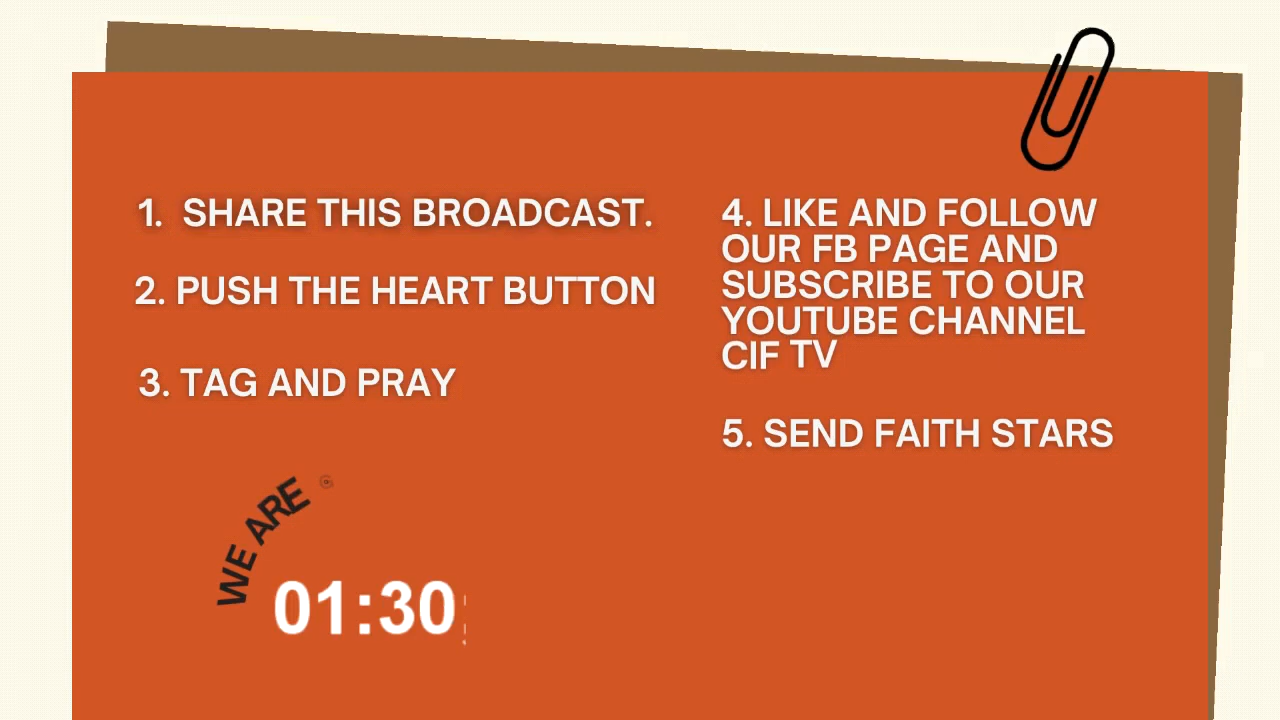 1. SHARE THIS BROADCAST.
2. PUSH THE HEART BUTTON
3. TAG AND PRAY
4. LIKE AND FOLLOW
OUR FB PAGE AND
SUBSCRIBE TO OUR
YOUTUBE CHANNEL
CIF TV
5. SEND FAITH STARS
WE ARE
01:30